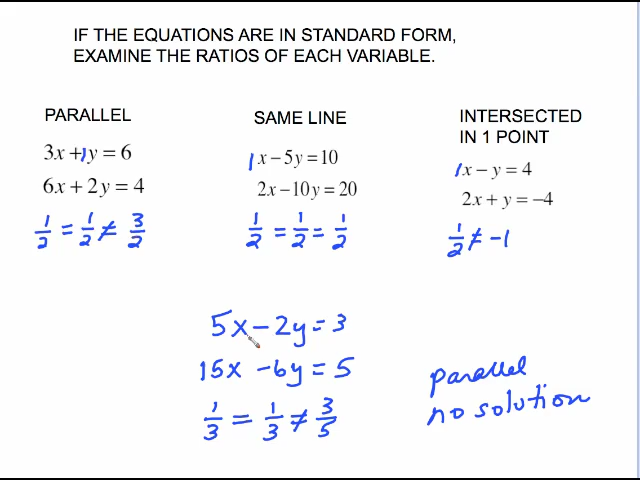 IF THE EQUATIONS ARE IN STANDARD FORM,
EXAMINE THE RATIOS OF EACH VARIABLE.
PARALLEL
3x + 1y = 6
6x + 2y = 4
1/2 = 1/2 ≠ 3/2
SAME LINE
1x − 5y = 10
2x − 10y = 20
1/2 = 1/2 = 1/2
INTERSECTED
IN 1 POINT
1x − y = 4
2x + y = −4
1/2 ≠ −1
5x − 2y = 3
15x − 6y = 5
1/3 = 1/3 ≠ 3/5
parallel
no solution